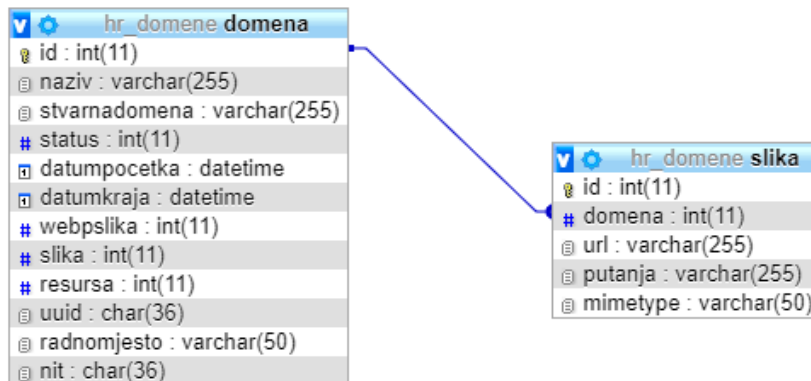 hr_domene domena
id : int(11)
naziv : varchar(255)
stvarnadomena : varchar(255)
status : int(11)
datumpocetka : datetime
datumkraja : datetime
webpslika : int(11)
slika : int(11)
resursa : int(11)
uuid : char(36)
radnomjesto : varchar(50)
nit : char(36)
hr_domene slika
id : int(11)
domena : int(11)
url : varchar(255)
putanja : varchar(255)
mimetype : varchar(50)